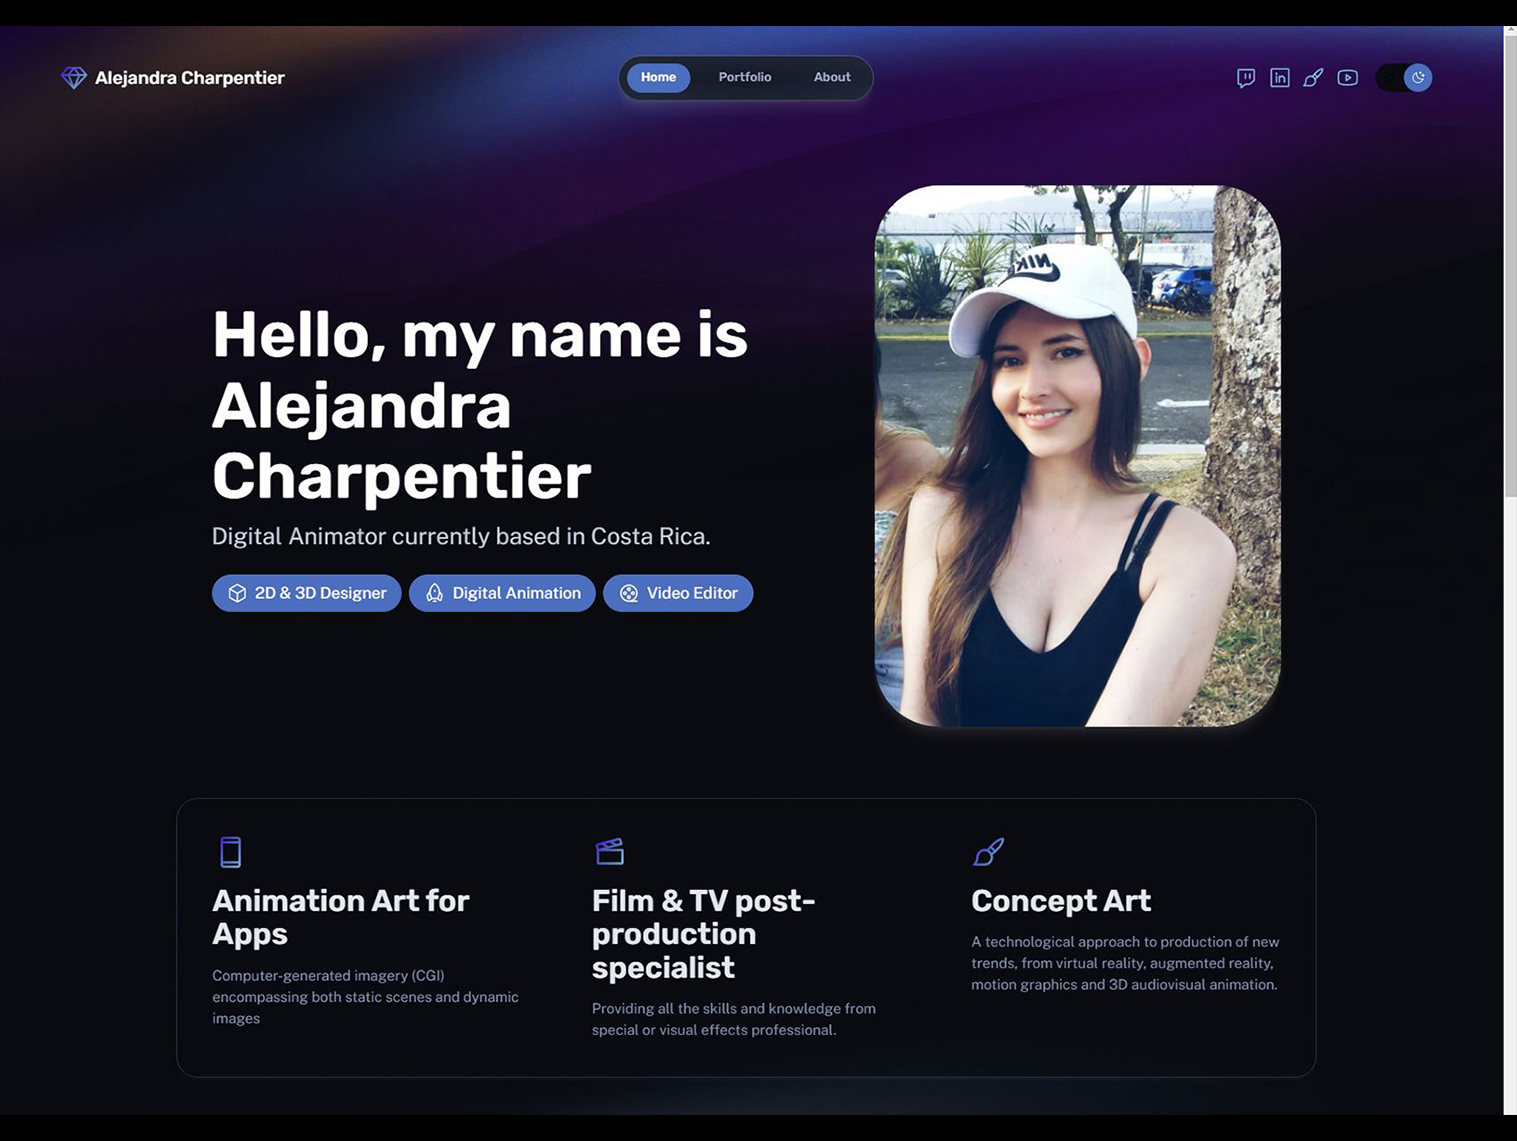 Alejandra Charpentier
Home Portfolio About
Hello, my name is
Alejandra
Charpentier
Digital Animator currently based in Costa Rica.
2D & 3D Designer Digital Animation Video Editor
Animation Art for
Apps
Computer-generated imagery (CGI)
encompassing both static scenes and dynamic
images
Film & TV post-
production
specialist
Providing all the skills and knowledge from
special or visual effects professional.
Concept Art
A technological approach to production of new
trends, from virtual reality, augmented reality,
motion graphics and 3D audiovisual animation.